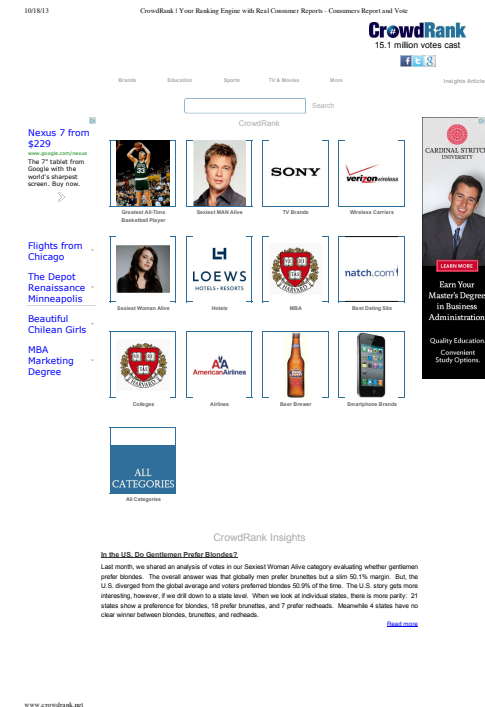 10/18/13
CrowdRank | Your Ranking Engine with Real Consumer Reports - Consumers Report and Vote
CrowdRank
15.1 million votes cast
Brands
Education
Sports
TV & Movies
More
Insights Article
Search
CrowdRank
Nexus 7 from
$229
www.google.com/nexus
The 7" tablet from
Google with the
world's sharpest
screen. Buy now.
Flights from
Chicago
The Depot
Renaissance
Minneapolis
Beautiful
Chilean Girls
MBA
Marketing
Degree
33
Greatest All-Time
Basketball Player
Sexiest MAN Alive
SONY
TV Brands
verizonwireless
Wireless Carriers
Sexiest Woman Alive
LOEWS
HOTELS • RESORTS
Hotels
VE RI
TAS
HARVARD
MBA
match.com
Best Dating Site
VE RI
TAS
HARVARD
Colleges
AA
AmericanAirlines
Airlines
Beer Brewer
Smartphone Brands
ALL
CATEGORIES
All Categories
CARDINAL STRITCH
UNIVERSITY
LEARN MORE
Earn Your
Master's Degree
in Business
Administration
Quality Education.
Convenient
Study Options.
CrowdRank Insights
In the US, Do Gentlemen Prefer Blondes?
Last month, we shared an analysis of votes in our Sexiest Woman Alive category evaluating whether gentlemen
prefer blondes. The overall answer was that globally men prefer brunettes but a slim 50.1% margin. But, the
U.S. diverged from the global average and voters preferred blondes 50.9% of the time. The U.S. story gets more
interesting, however, if we drill down to a state level. When we look at individual states, there is more parity: 21
states show a preference for blondes, 18 prefer brunettes, and 7 prefer redheads. Meanwhile 4 states have no
clear winner between blondes, brunettes, and redheads.
Read more
www.crowdrank.net